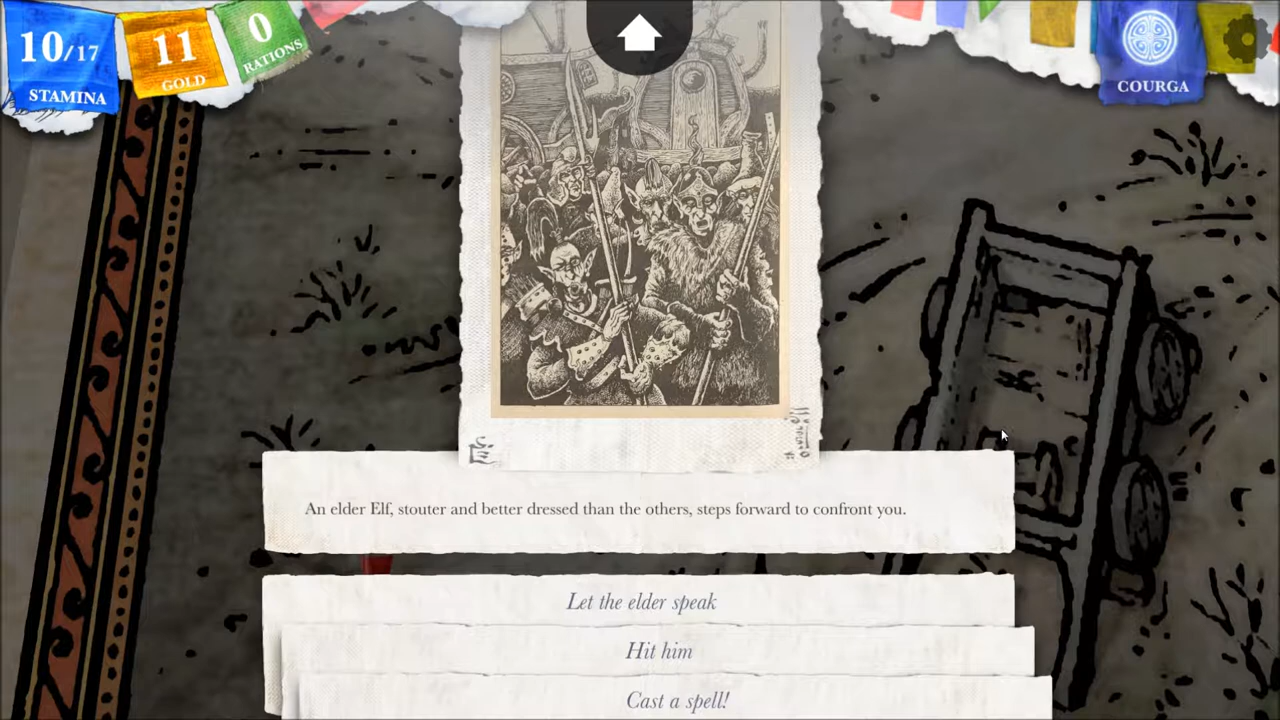 10/17
STAMINA
11
GOLD
0
RATIONS
COURGA
An elder Elf, stouter and better dressed than the others, steps forward to confront you.
Let the elder speak
Hit him
Cast a spell!